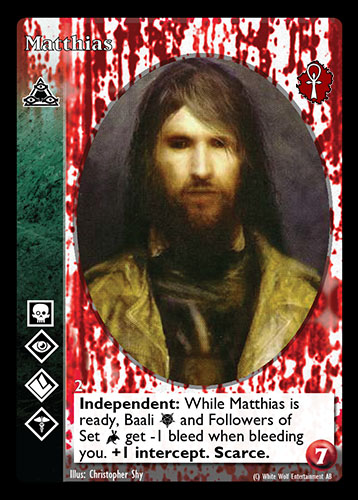 Matthias
2
Independent: While Matthias is
ready, Baali and Followers of
Set get -1 bleed when bleeding
you. +1 intercept. Scarce.
7
Illus: Christopher Shy
(C) White Wolf Entertainment AB